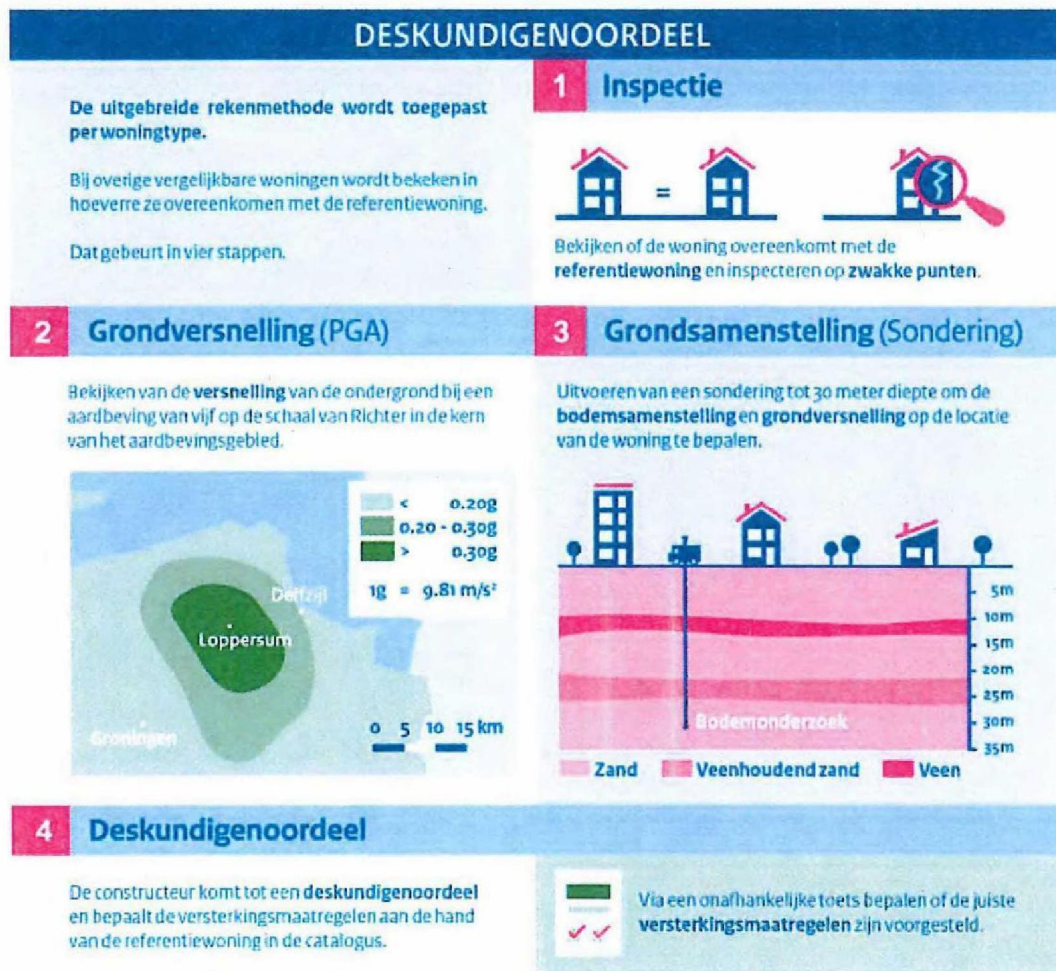 DESKUNDIGENOORDEEL
De uitgebreide rekenmethode wordt toegepast
per woningtype.
Bij overige vergelijkbare woningen wordt bekeken in
hoeverre ze overeenkomen met de referentiewoning.
Dat gebeurt in vier stappen.
1 Inspectie
=
Bekijken of de woning overeenkomt met de
referentiewoning en inspecteren op zwakke punten.
2 Grondversnelling (PGA)
Bekijken van de versnelling van de ondergrond bij een
aardbeving van vijf op de schaal van Richter in de kern
van het aardbevingsgebied.
< 0.20g
0.20 - 0.30g
> 0.30g
1g = 9.81 m/s²
Delfzijl
Loppersum
Groningen
0 5 10 15 km
3 Grondsamenstelling (Sondering)
Uitvoeren van een sondering tot 30 meter diepte om de
bodemsamenstelling en grondversnelling op de locatie
van de woning te bepalen.
5m
10m
15m
20m
25m
30m
35m
Bodemonderzoek
Zand Veenhoudend zand Veen
4 Deskundigenoordeel
De constructeur komt tot een deskundigenoordeel
en bepaalt de versterkingsmaatregelen aan de hand
van de referentiewoning in de catalogus.
Via een onafhankelijke toets bepalen of de juiste
versterkingsmaatregelen zijn voorgesteld.